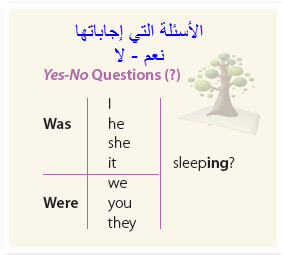 الأسئلة التي إجاباتها
نعم - لا
Yes-No Questions (?)
I
Was he
she
it sleeping?
we
Were you
they